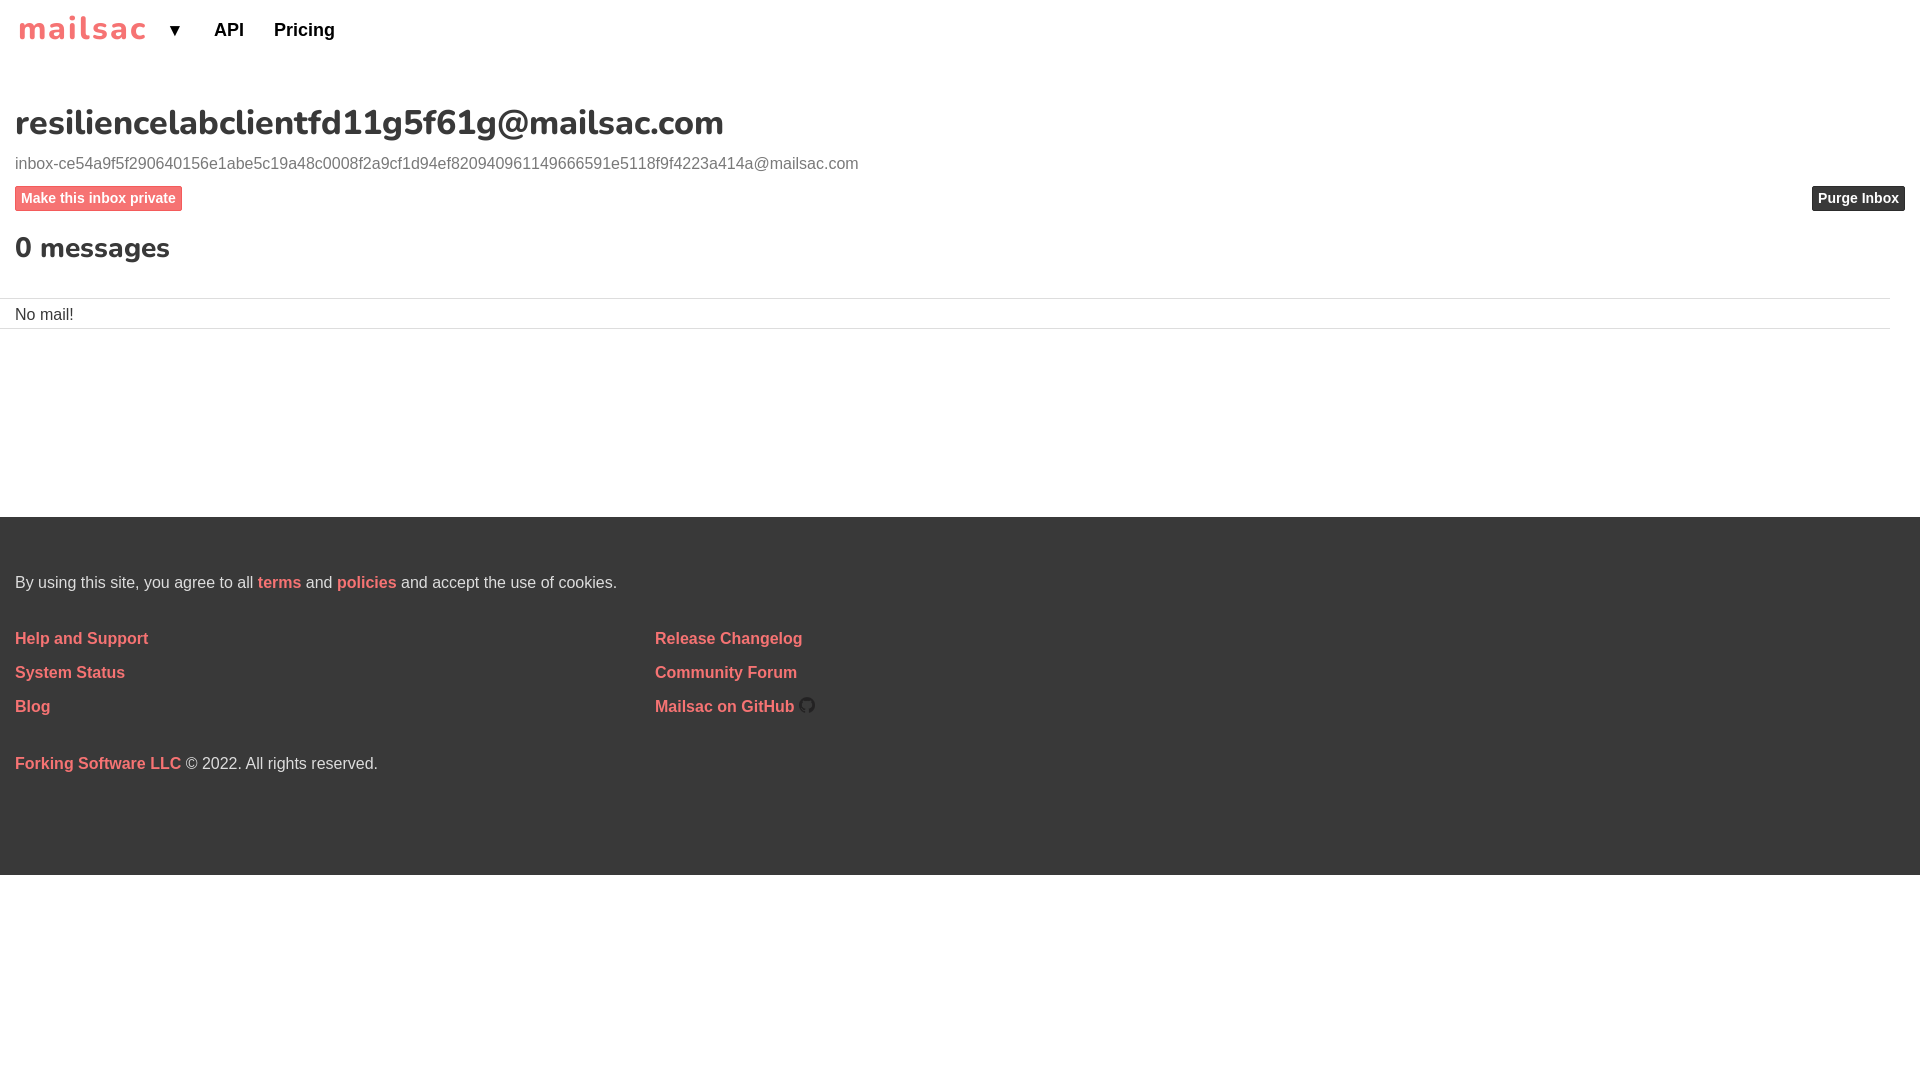 mailsac ▼ API Pricing
resiliencelabclientfd11g5f61g@mailsac.com
inbox-ce54a9f5f290640156e1abe5c19a48c0008f2a9cf1d94ef820940961149666591e5118f9f4223a414a@mailsac.com
Make this inbox private Purge Inbox
0 messages
No mail!
By using this site, you agree to all terms and policies and accept the use of cookies.
Help and Support
System Status
Blog
Release Changelog
Community Forum
Mailsac on GitHub
Forking Software LLC © 2022. All rights reserved.